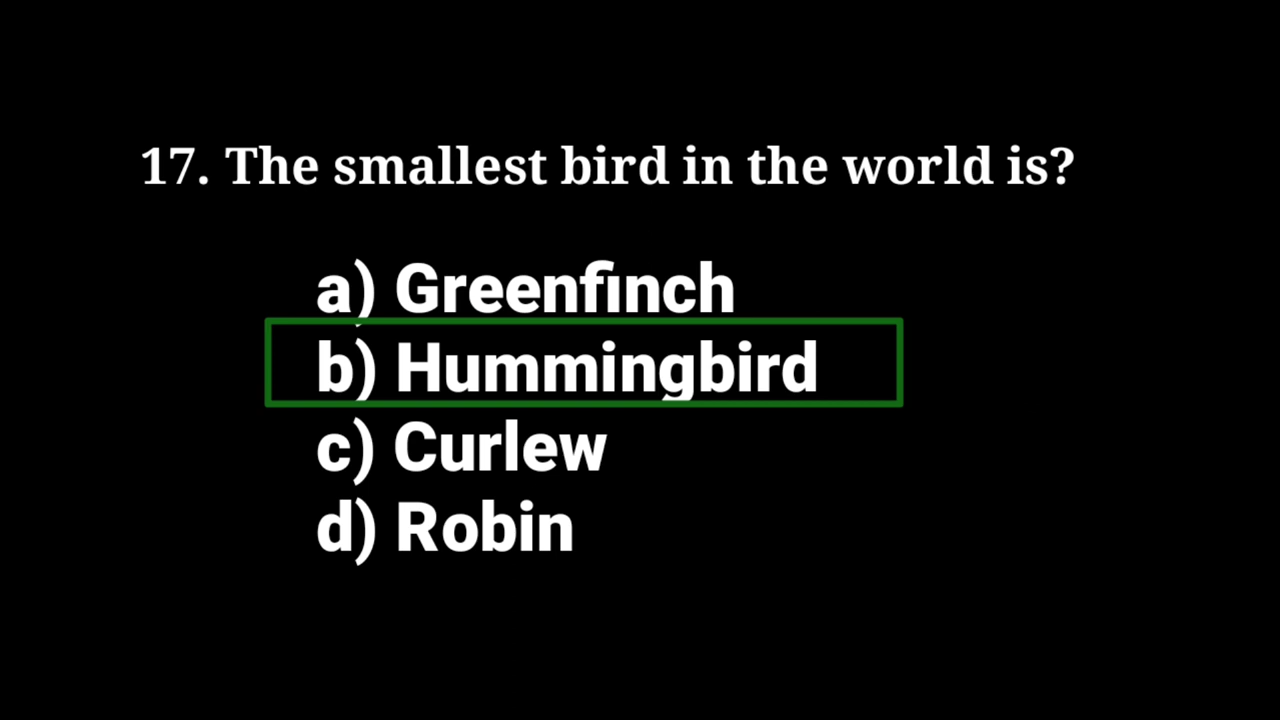 17. The smallest bird in the world is?
a) Greenfinch
b) Hummingbird
c) Curlew
d) Robin